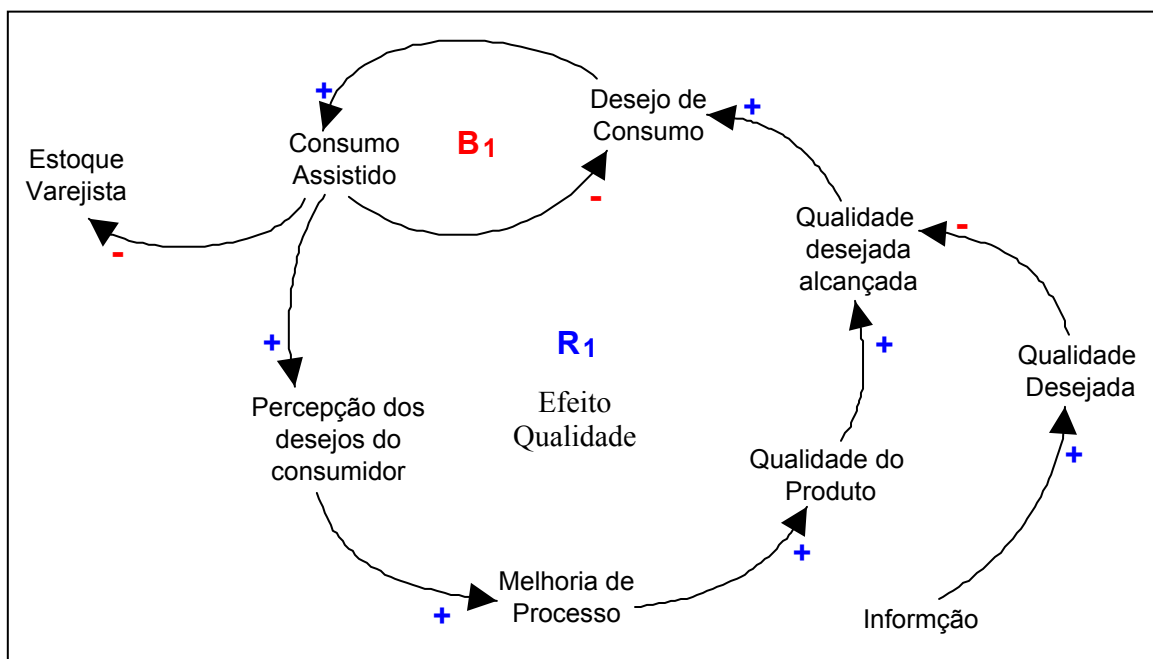 +
Desejo de
Consumo
+
B1
Consumo
Assistido
Estoque
Varejista
-
-
Qualidade
desejada
alcançada
-
+
R1
+
Qualidade
Desejada
Percepção dos
desejos do
consumidor
Efeito
Qualidade
Qualidade do
Produto
+
+
Melhoria de
Processo
+
Informção